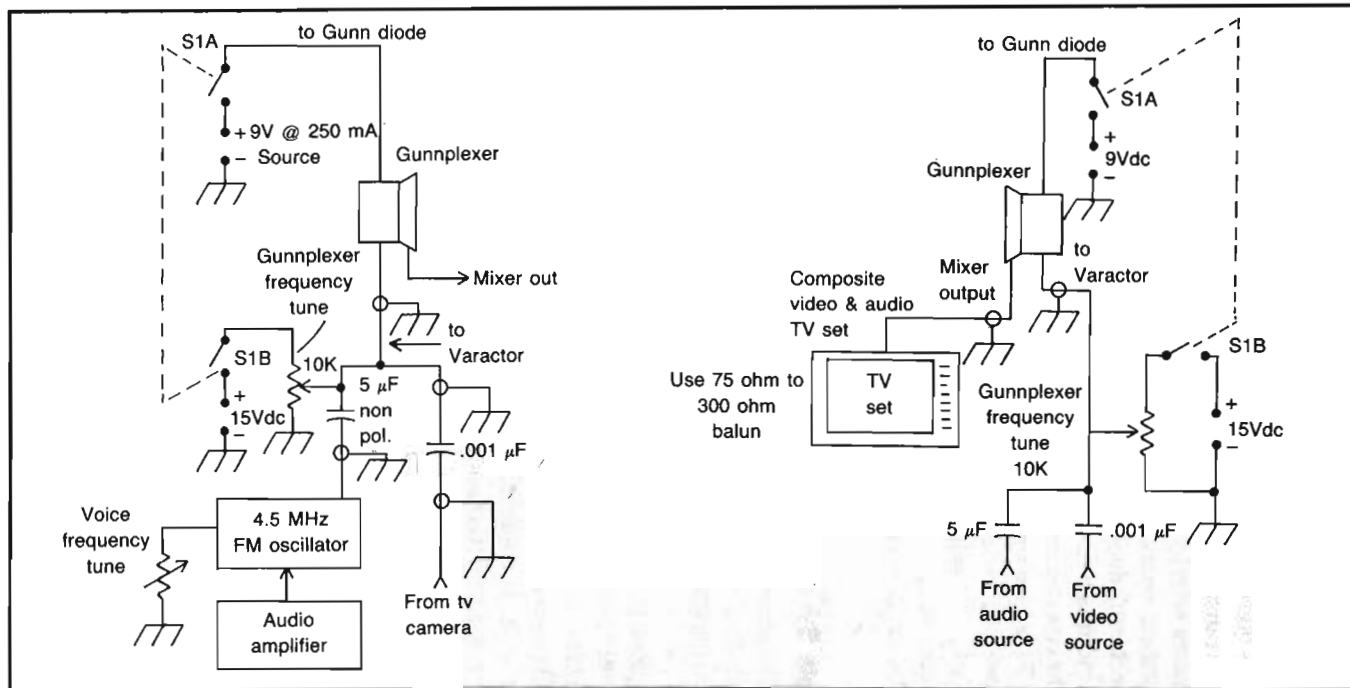 to Gunn diode
S1A
+ 9V @ 250 mA
– Source
Gunnplexer
Gunnplexer
frequency
tune
Mixer out
S1B
10K
+
15Vdc
–
5 µF
non
pol.
to
Varactor
.001 µF
Voice
frequency
tune
4.5 MHz
FM oscillator
Audio
amplifier
From tv
camera
to Gunn diode
S1A
+
9Vdc
–
Gunnplexer
to
Varactor
Mixer
output
Composite
video & audio
TV set
Use 75 ohm to
300 ohm
balun
TV
set
Gunnplexer
frequency
tune
10K
S1B
+
15Vdc
–
5 µF
.001 µF
From
audio
source
From
video
source